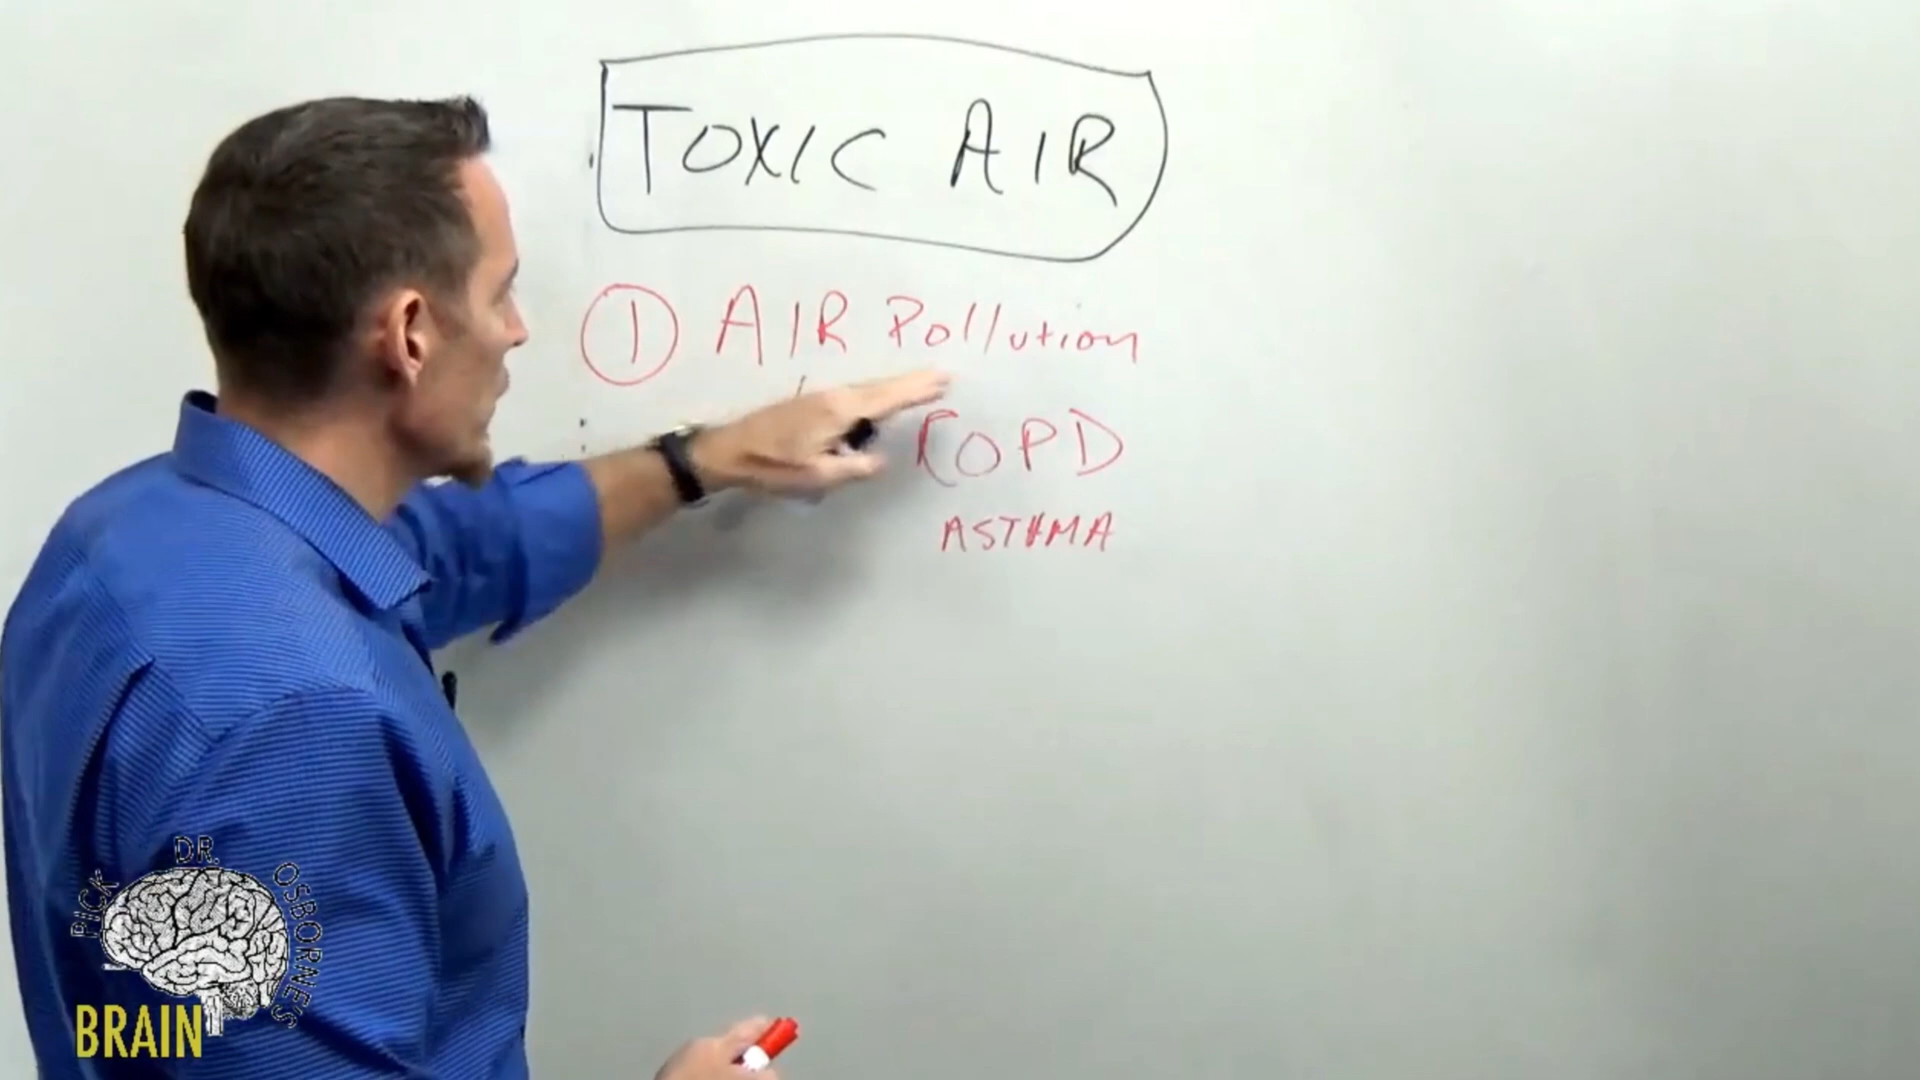 TOXIC AIR
1 AIR Pollution
COPD
ASTHMA
PICK DR. OSBORNE'S
BRAIN